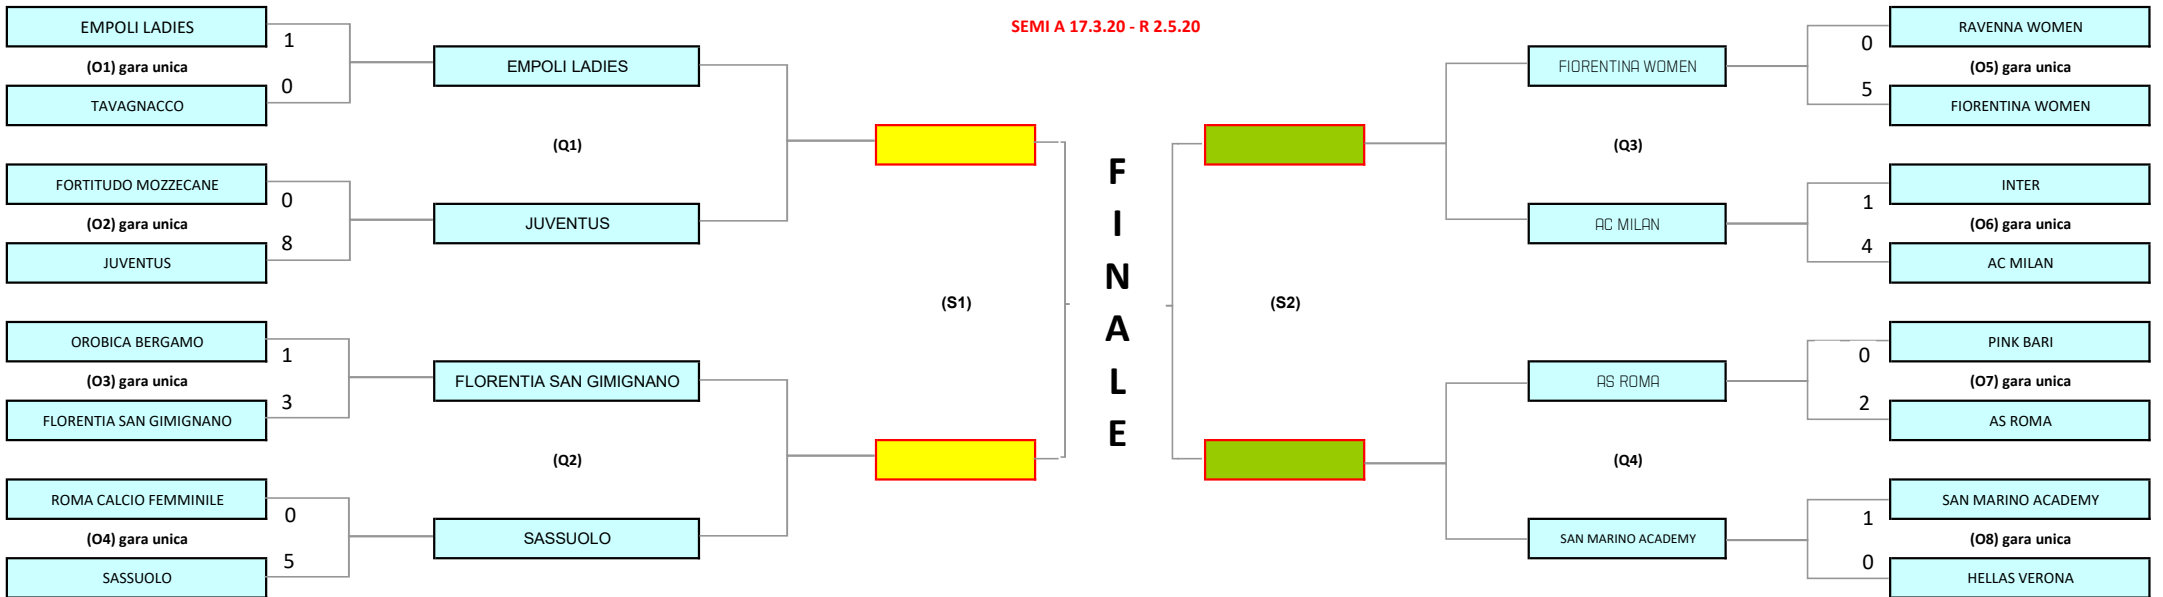 SEMI A 17.3.20 - R 2.5.20
EMPOLI LADIES
1
(O1) gara unica
0
TAVAGNACCO
EMPOLI LADIES
(Q1)
FORTITUDO MOZZECANE
0
(O2) gara unica
8
JUVENTUS
JUVENTUS
(S1)
OROBICA BERGAMO
1
(O3) gara unica
3
FLORENTIA SAN GIMIGNANO
FLORENTIA SAN GIMIGNANO
(Q2)
ROMA CALCIO FEMMINILE
0
(O4) gara unica
5
SASSUOLO
SASSUOLO
F
I
N
A
L
E
FIORENTINA WOMEN
RAVENNA WOMEN
0
(O5) gara unica
5
FIORENTINA WOMEN
(Q3)
AC MILAN
INTER
1
(O6) gara unica
4
AC MILAN
(S2)
AS ROMA
PINK BARI
0
(O7) gara unica
2
AS ROMA
(Q4)
SAN MARINO ACADEMY
SAN MARINO ACADEMY
1
(O8) gara unica
0
HELLAS VERONA